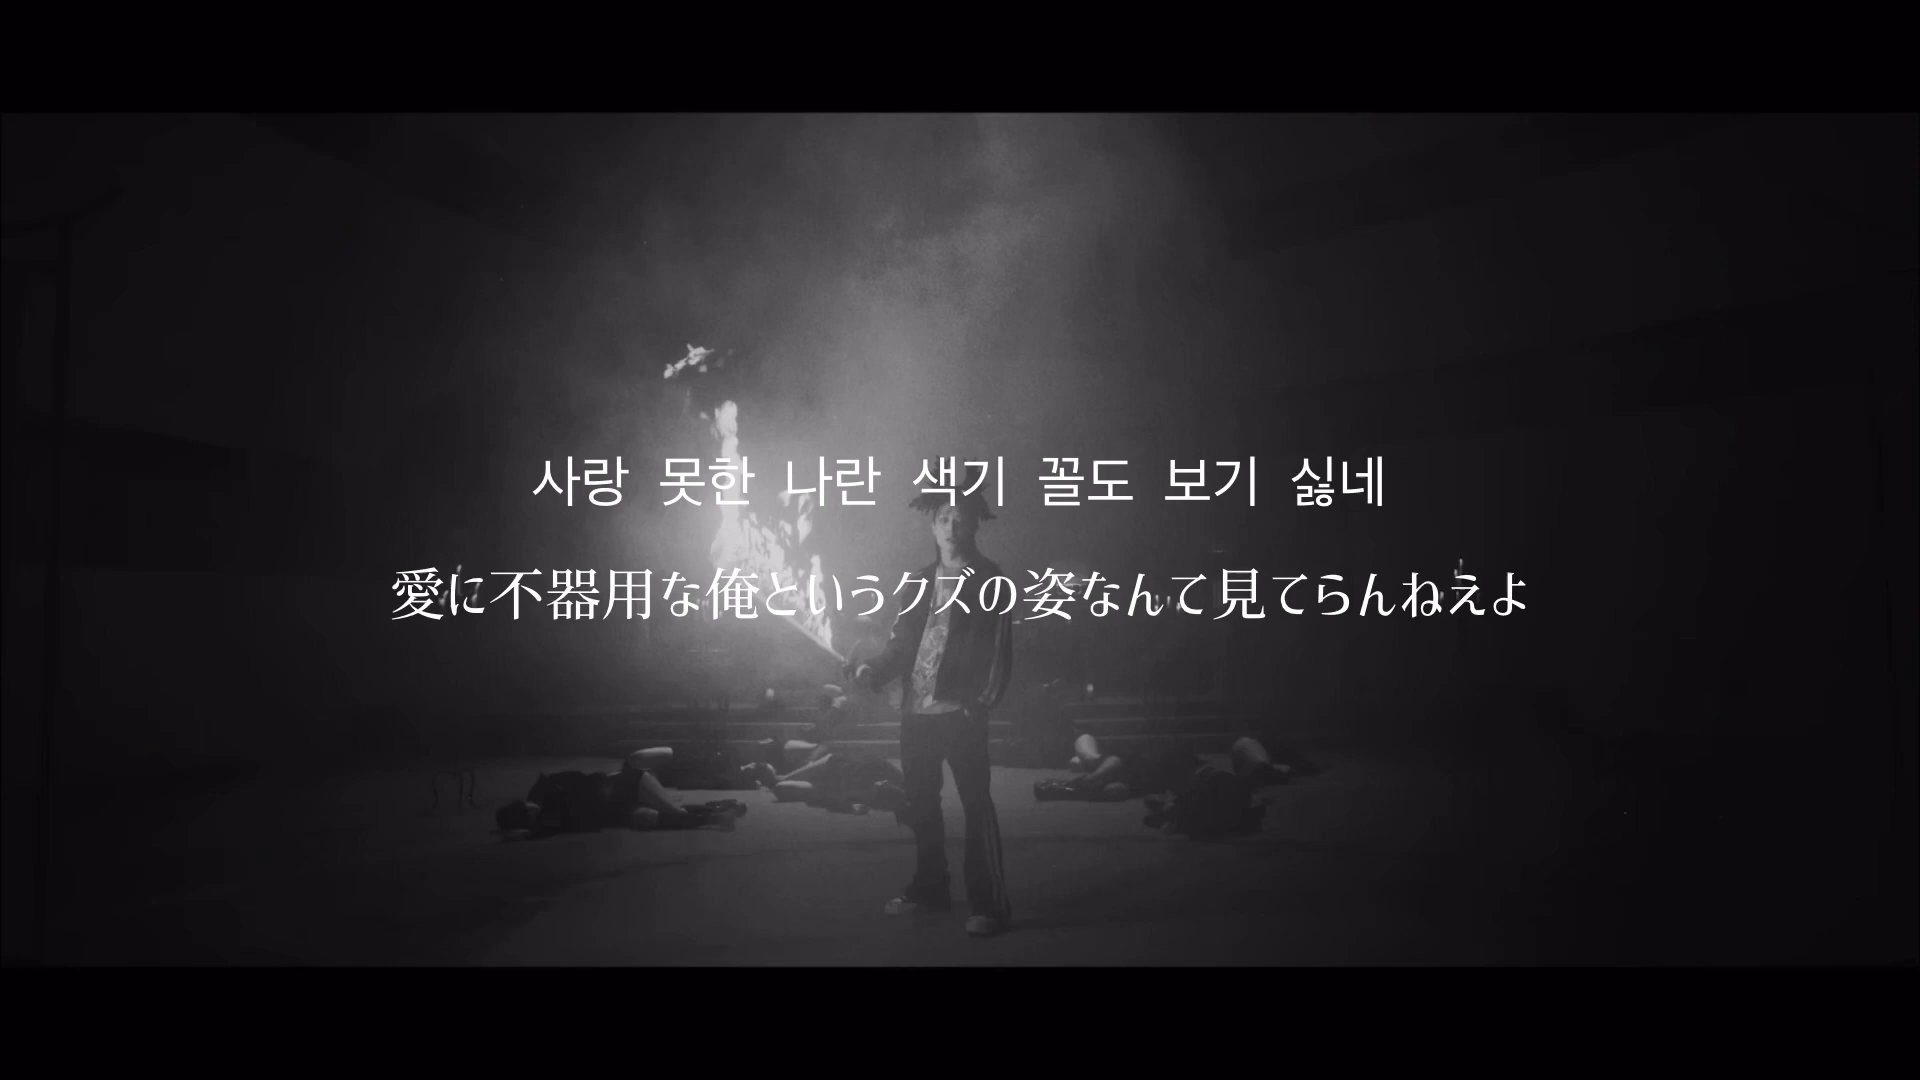 사랑 못한 나란 색기 꼴도 보기 싫네
愛に不器用な俺というクズの姿なんて見てらんねえよ